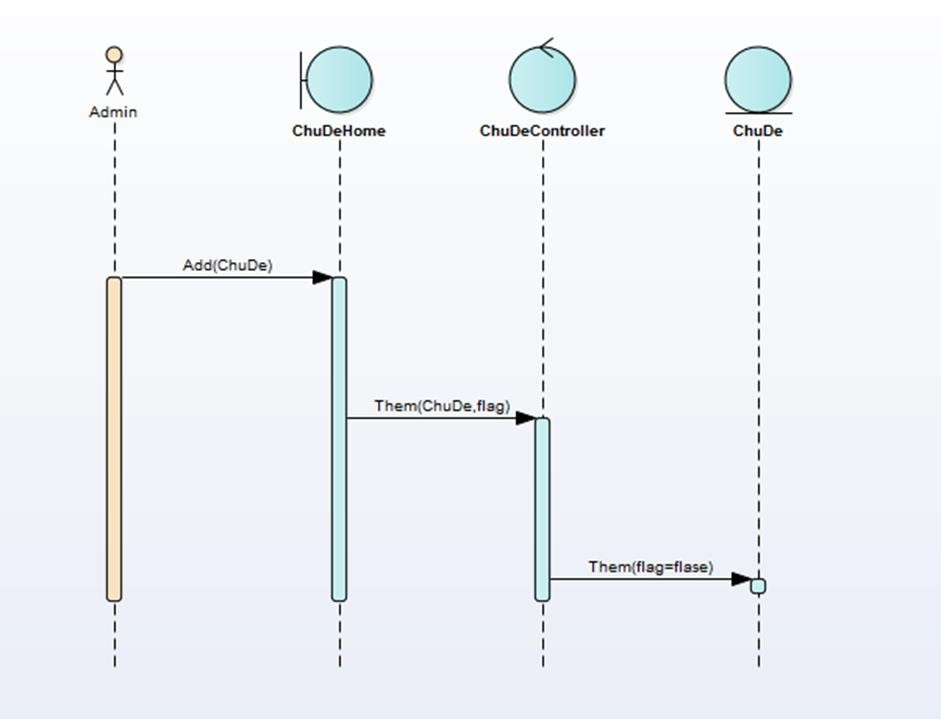 Admin
ChuDeHome
ChuDeController
ChuDe
Add(ChuDe)
Them(ChuDe,flag)
Them(flag=flase)